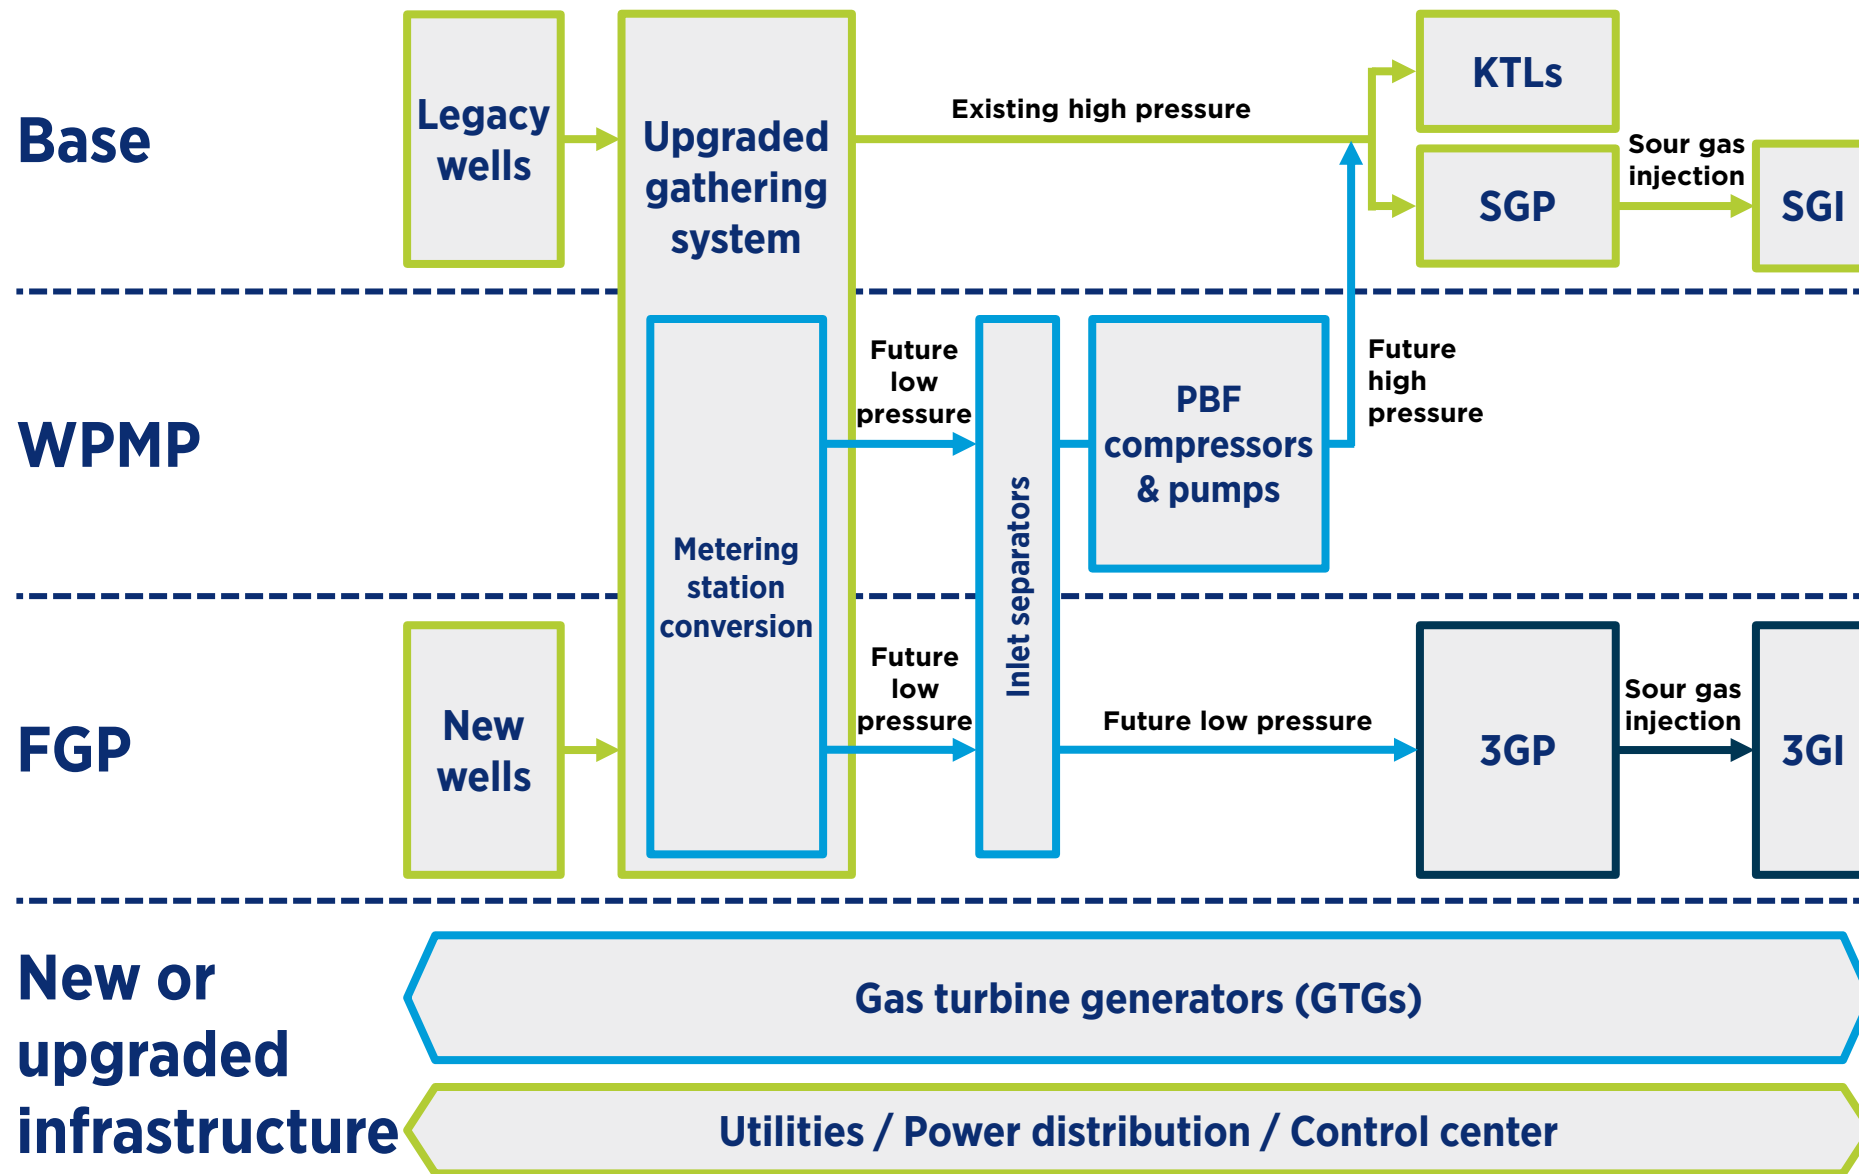 Base
Legacy
wells
Upgraded
gathering
system
Existing high pressure
KTLs
SGP
Sour gas
injection
SGI
WPMP
Metering
station
conversion
Future
low
pressure
Inlet separators
PBF
compressors
& pumps
Future
high
pressure
FGP
New
wells
Future
low
pressure
Future low pressure
3GP
Sour gas
injection
3GI
New or
upgraded
infrastructure
Gas turbine generators (GTGs)
Utilities / Power distribution / Control center